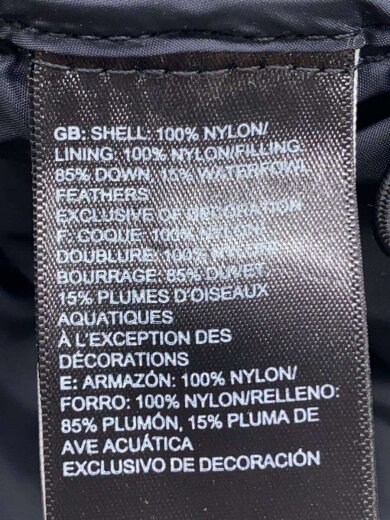 GB: SHELL: 100% NYLON/
LINING: 100% NYLON/FILLING:
85% DOWN, 15% WATERFOWL
FEATHERS
EXCLUSIVE OF DECORATION
F: COQUE: 100% NYLON/
DOUBLURE: 100% NYLON/
BOURRAGE: 85% DUVET
15% PLUMES D'OISEAUX
AQUATIQUES
À L'EXCEPTION DES
DÉCORATIONS
E: ARMAZÓN: 100% NYLON/
FORRO: 100% NYLON/RELLENO:
85% PLUMÓN, 15% PLUMA DE
AVE ACUÁTICA
EXCLUSIVO DE DECORACIÓN